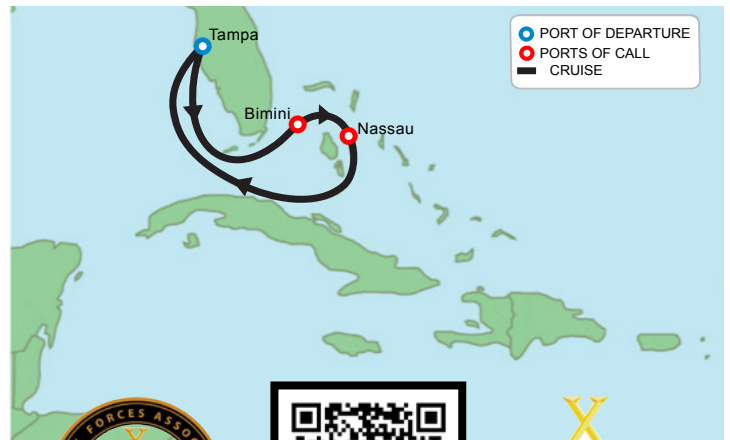 Tampa
PORT OF DEPARTURE
PORTS OF CALL
CRUISE
Bimini
Nassau
FORCES ASSO
X
X